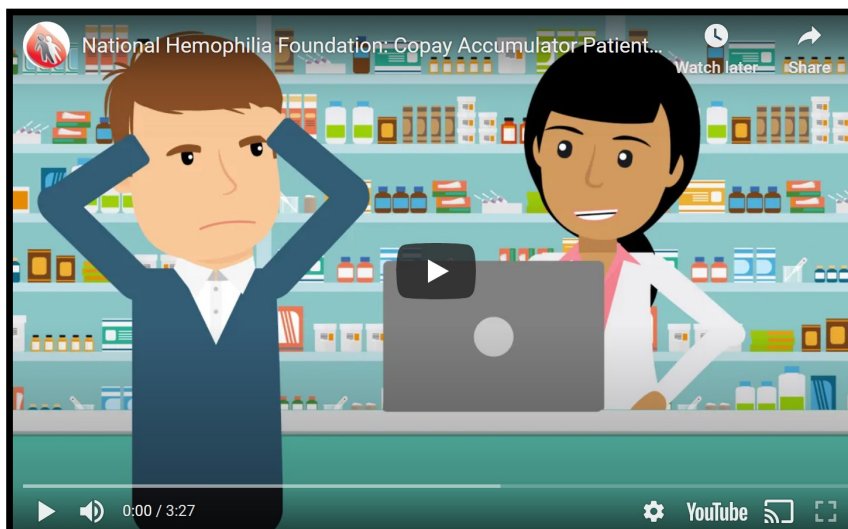 National Hemophilia Foundation: Copay Accumulator Patient...
Watch later
Share
0:00 / 3:27
YouTube